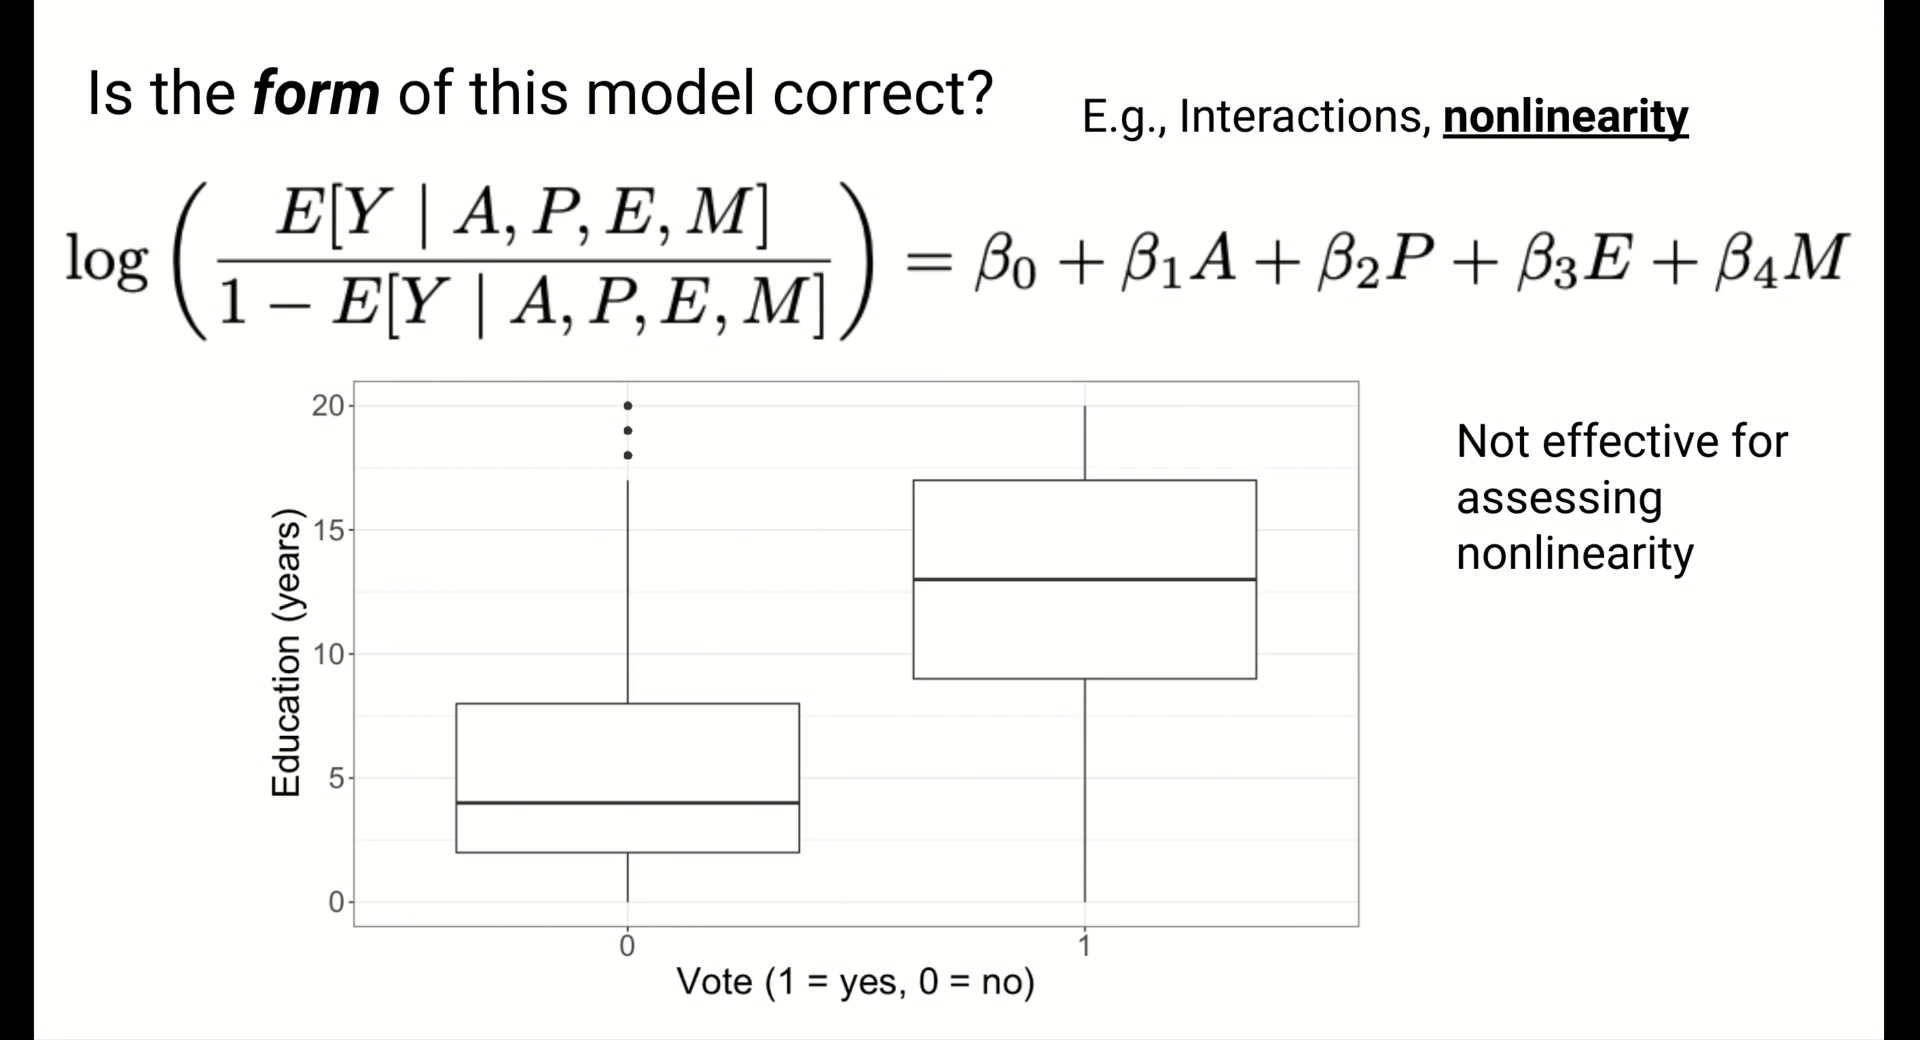 Is the form of this model correct?
E.g., Interactions, nonlinearity
log ( E[Y | A, P, E, M] / 1 − E[Y | A, P, E, M] ) = β₀ + β₁A + β₂P + β₃E + β₄M
20
15
10
5
0
Education (years)
0 1
Vote (1 = yes, 0 = no)
Not effective for
assessing
nonlinearity